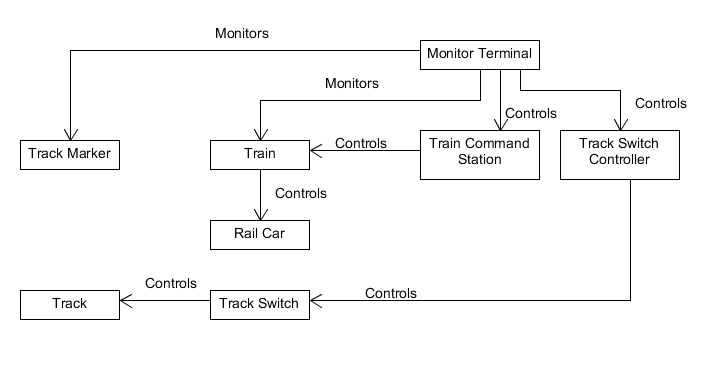 Monitors
Monitor Terminal
Monitors
Controls
Controls
Track Marker
Train
Controls
Train Command
Station
Track Switch
Controller
Controls
Rail Car
Controls
Controls
Track
Track Switch